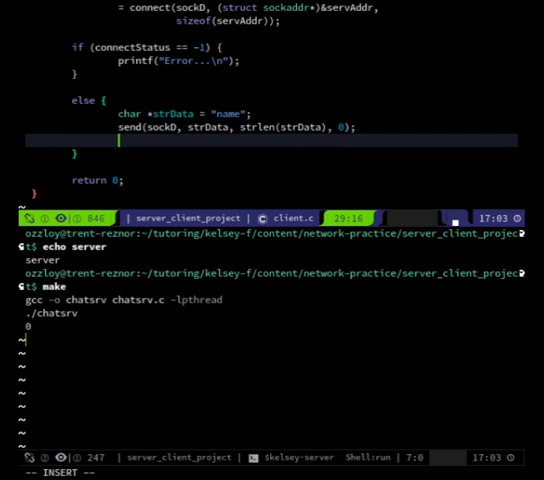 = connect(sockD, (struct sockaddr*)&servAddr,
sizeof(servAddr));
if (connectStatus == -1) {
printf("Error...\n");
}
else {
char *strData = "name";
send(sockD, strData, strlen(strData), 0);
}
return 0;
}
~
846 | server_client_project | C client.c 29:16 17:03
ozzloy@trent-reznor:~/tutoring/kelsey-f/content/network-practice/server_client_projec
t$ echo server
server
ozzloy@trent-reznor:~/tutoring/kelsey-f/content/network-practice/server_client_projec
t$ make
gcc -o chatsrv chatsrv.c -lpthread
./chatsrv
0
~
~
~
~
~
~
~
~
~
247 | server_client_project | $kelsey-server Shell:run | 7:0 17:03
-- INSERT --